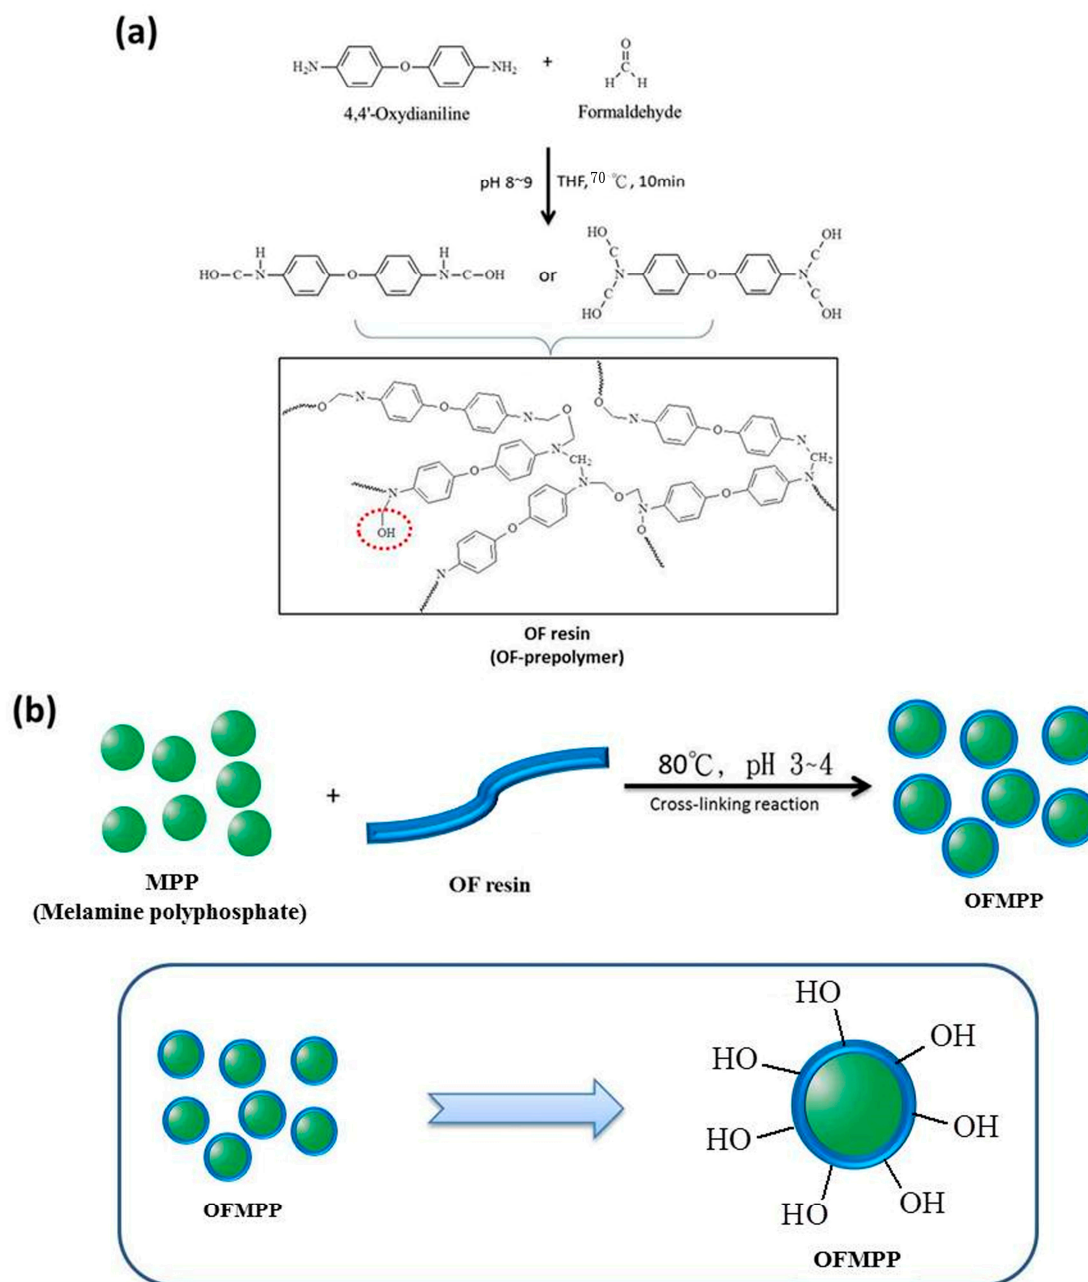 (a)
H₂N
O
NH₂
+
O
C
H
H
4,4'-Oxydianiline
Formaldehyde
pH 8~9
THF, 70 ℃, 10min
HO
C
H
N
O
H
N
C
OH
or
HO
C
N
C
HO
O
OH
C
N
C
OH
O
N
O
N
O
O
N
O
N
N
CH₂
N
O
N
CH₂
N
O
N
O
N
O
OH
O
N
OF resin
(OF-prepolymer)
(b)
MPP
(Melamine polyphosphate)
+
OF resin
80℃, pH 3~4
Cross-linking reaction
OFMPP
OFMPP
HO
OH
HO
HO
OH
HO
OH
OFMPP